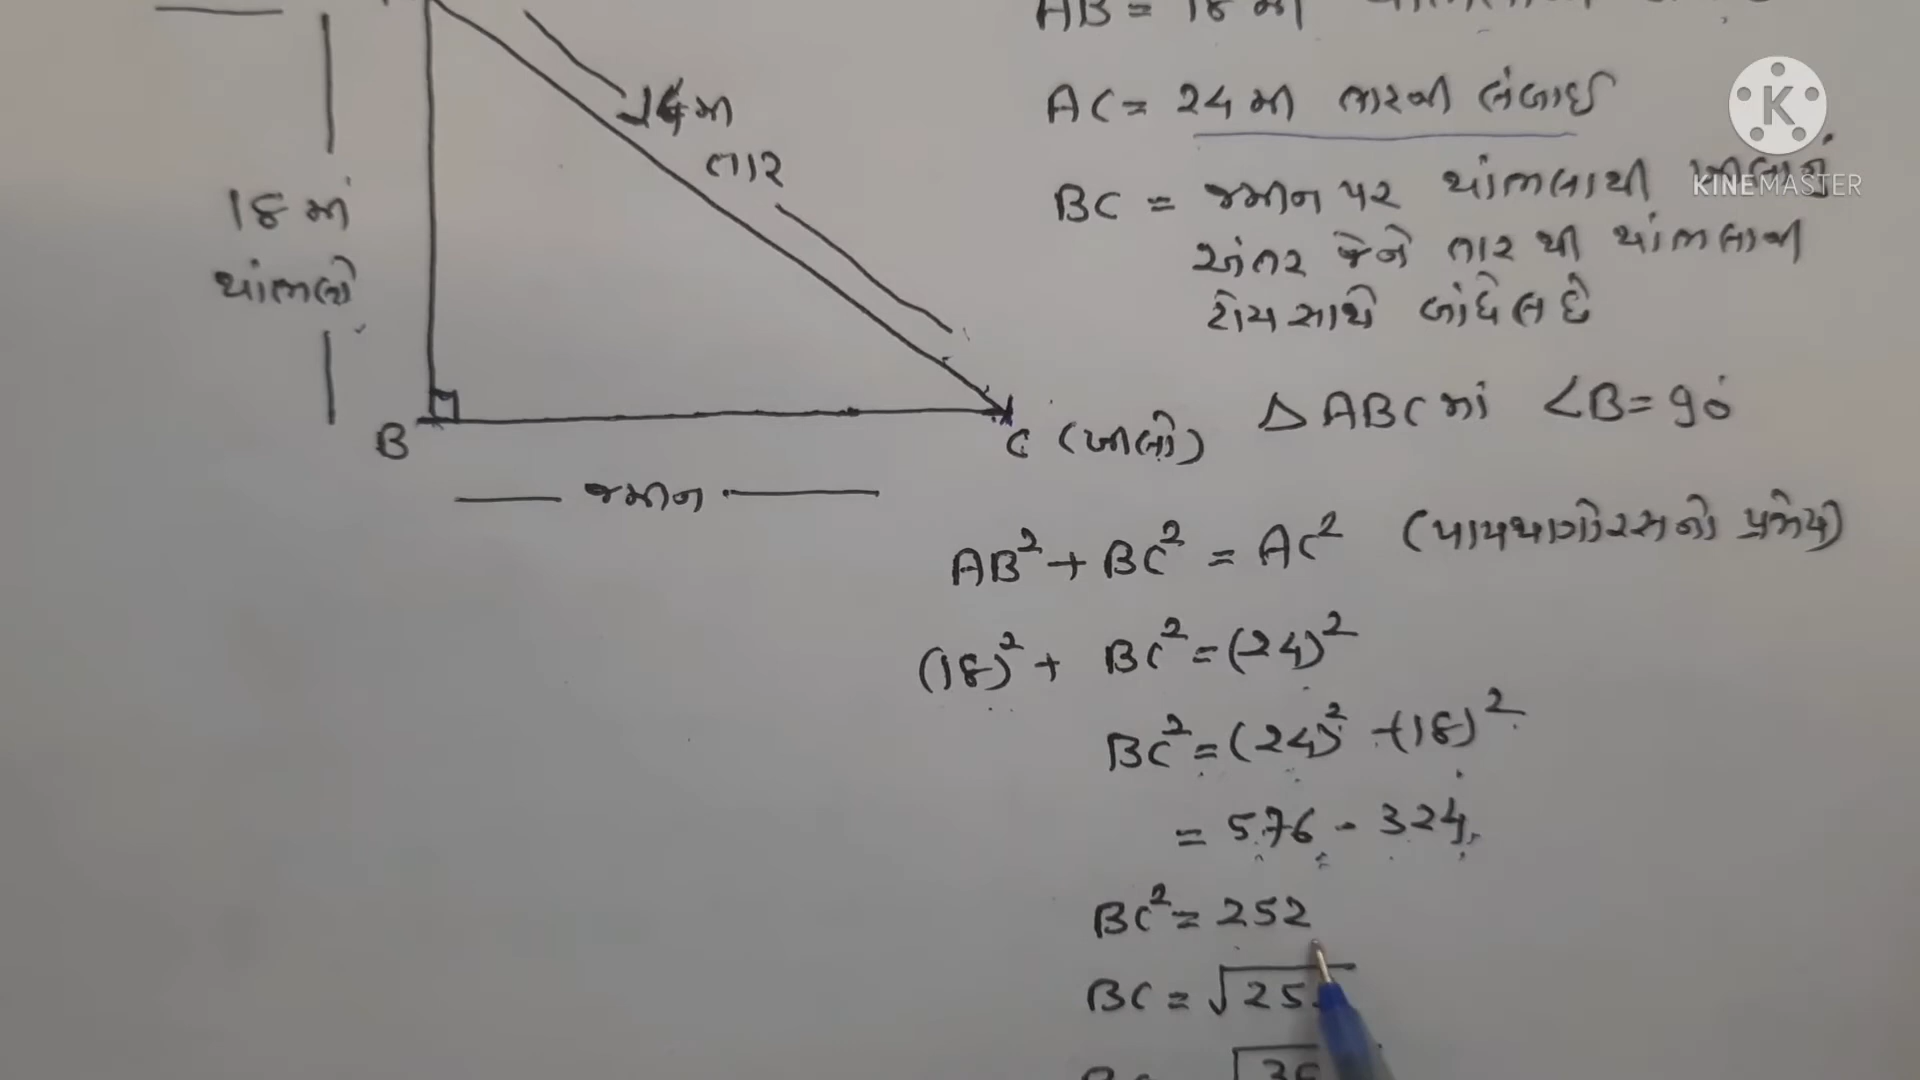 AB = 18 મી
AC = 24 મી તારની લંબાઈ
24 મી
તાર
KINEMASTER
BC = જમીન પર થાંભલાથી ખીલાનું
અંતર જેને તાર થી થાંભલાની
ટોચ સાથે બાંધેલ છે
18 મી
થાંભલો
B
C (ખીલો)
જમીન
△ ABC માં ∠B = 90°
AB² + BC² = AC² (પાયથાગોરસનો પ્રમેય)
(18)² + BC² = (24)²
BC² = (24)² - (18)²
= 576 - 324
BC² = 252
BC = √25